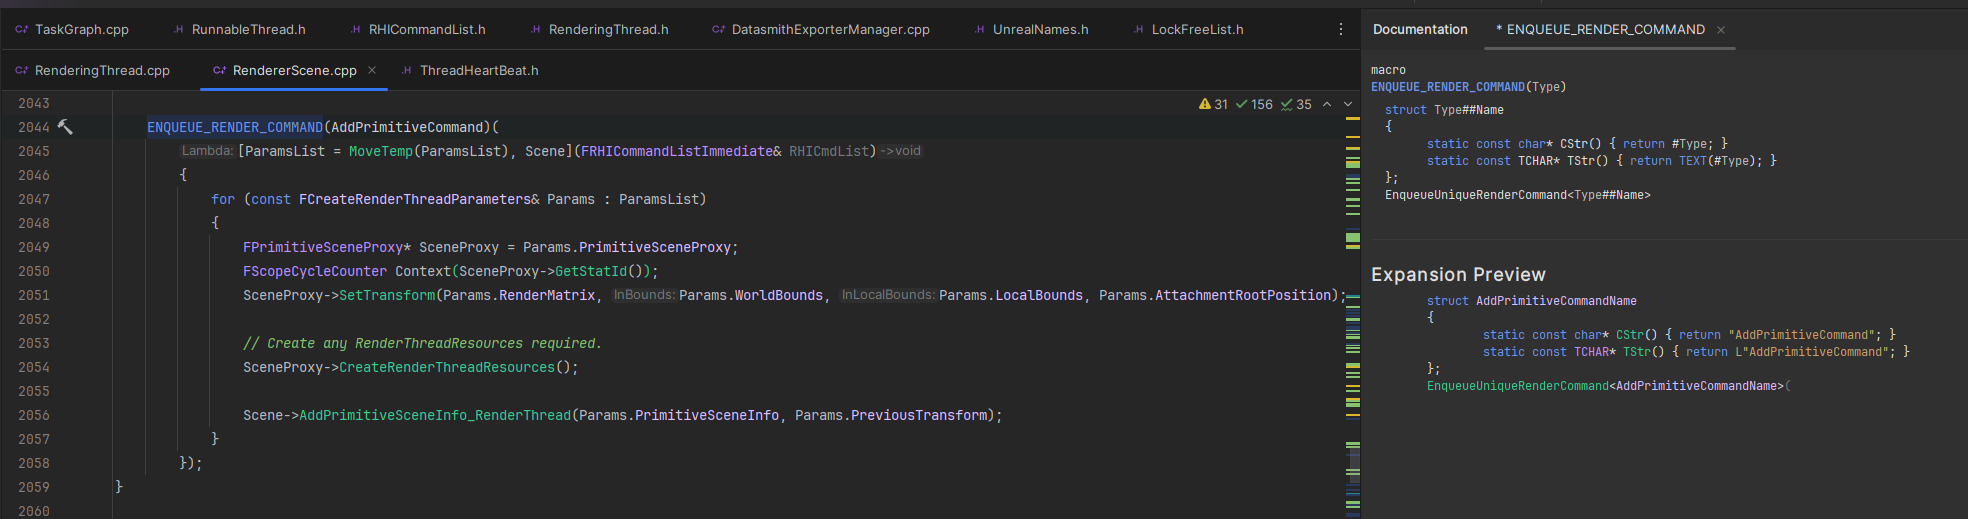 TaskGraph.cpp RunnableThread.h RHICommandList.h RenderingThread.h DatasmithExporterManager.cpp UnrealNames.h LockFreeList.h
RenderingThread.cpp RendererScene.cpp ThreadHeartBeat.h
31 156 35
2043
2044 ENQUEUE_RENDER_COMMAND(AddPrimitiveCommand)(
2045 Lambda: [ParamsList = MoveTemp(ParamsList), Scene](FRHICommandListImmediate& RHICmdList) ->void
2046 {
2047 for (const FCreateRenderThreadParameters& Params : ParamsList)
2048 {
2049 FPrimitiveSceneProxy* SceneProxy = Params.PrimitiveSceneProxy;
2050 FScopeCycleCounter Context(SceneProxy->GetStatId());
2051 SceneProxy->SetTransform(Params.RenderMatrix, InBounds: Params.WorldBounds, InLocalBounds: Params.LocalBounds, Params.AttachmentRootPosition);
2052
2053 // Create any RenderThreadResources required.
2054 SceneProxy->CreateRenderThreadResources();
2055
2056 Scene->AddPrimitiveSceneInfo_RenderThread(Params.PrimitiveSceneInfo, Params.PreviousTransform);
2057 }
2058 });
2059 }
2060
Documentation * ENQUEUE_RENDER_COMMAND
macro
ENQUEUE_RENDER_COMMAND(Type)
struct Type##Name
{
static const char* CStr() { return #Type; }
static const TCHAR* TStr() { return TEXT(#Type); }
};
EnqueueUniqueRenderCommand<Type##Name>
Expansion Preview
struct AddPrimitiveCommandName
{
static const char* CStr() { return "AddPrimitiveCommand"; }
static const TCHAR* TStr() { return L"AddPrimitiveCommand"; }
};
EnqueueUniqueRenderCommand<AddPrimitiveCommandName>(